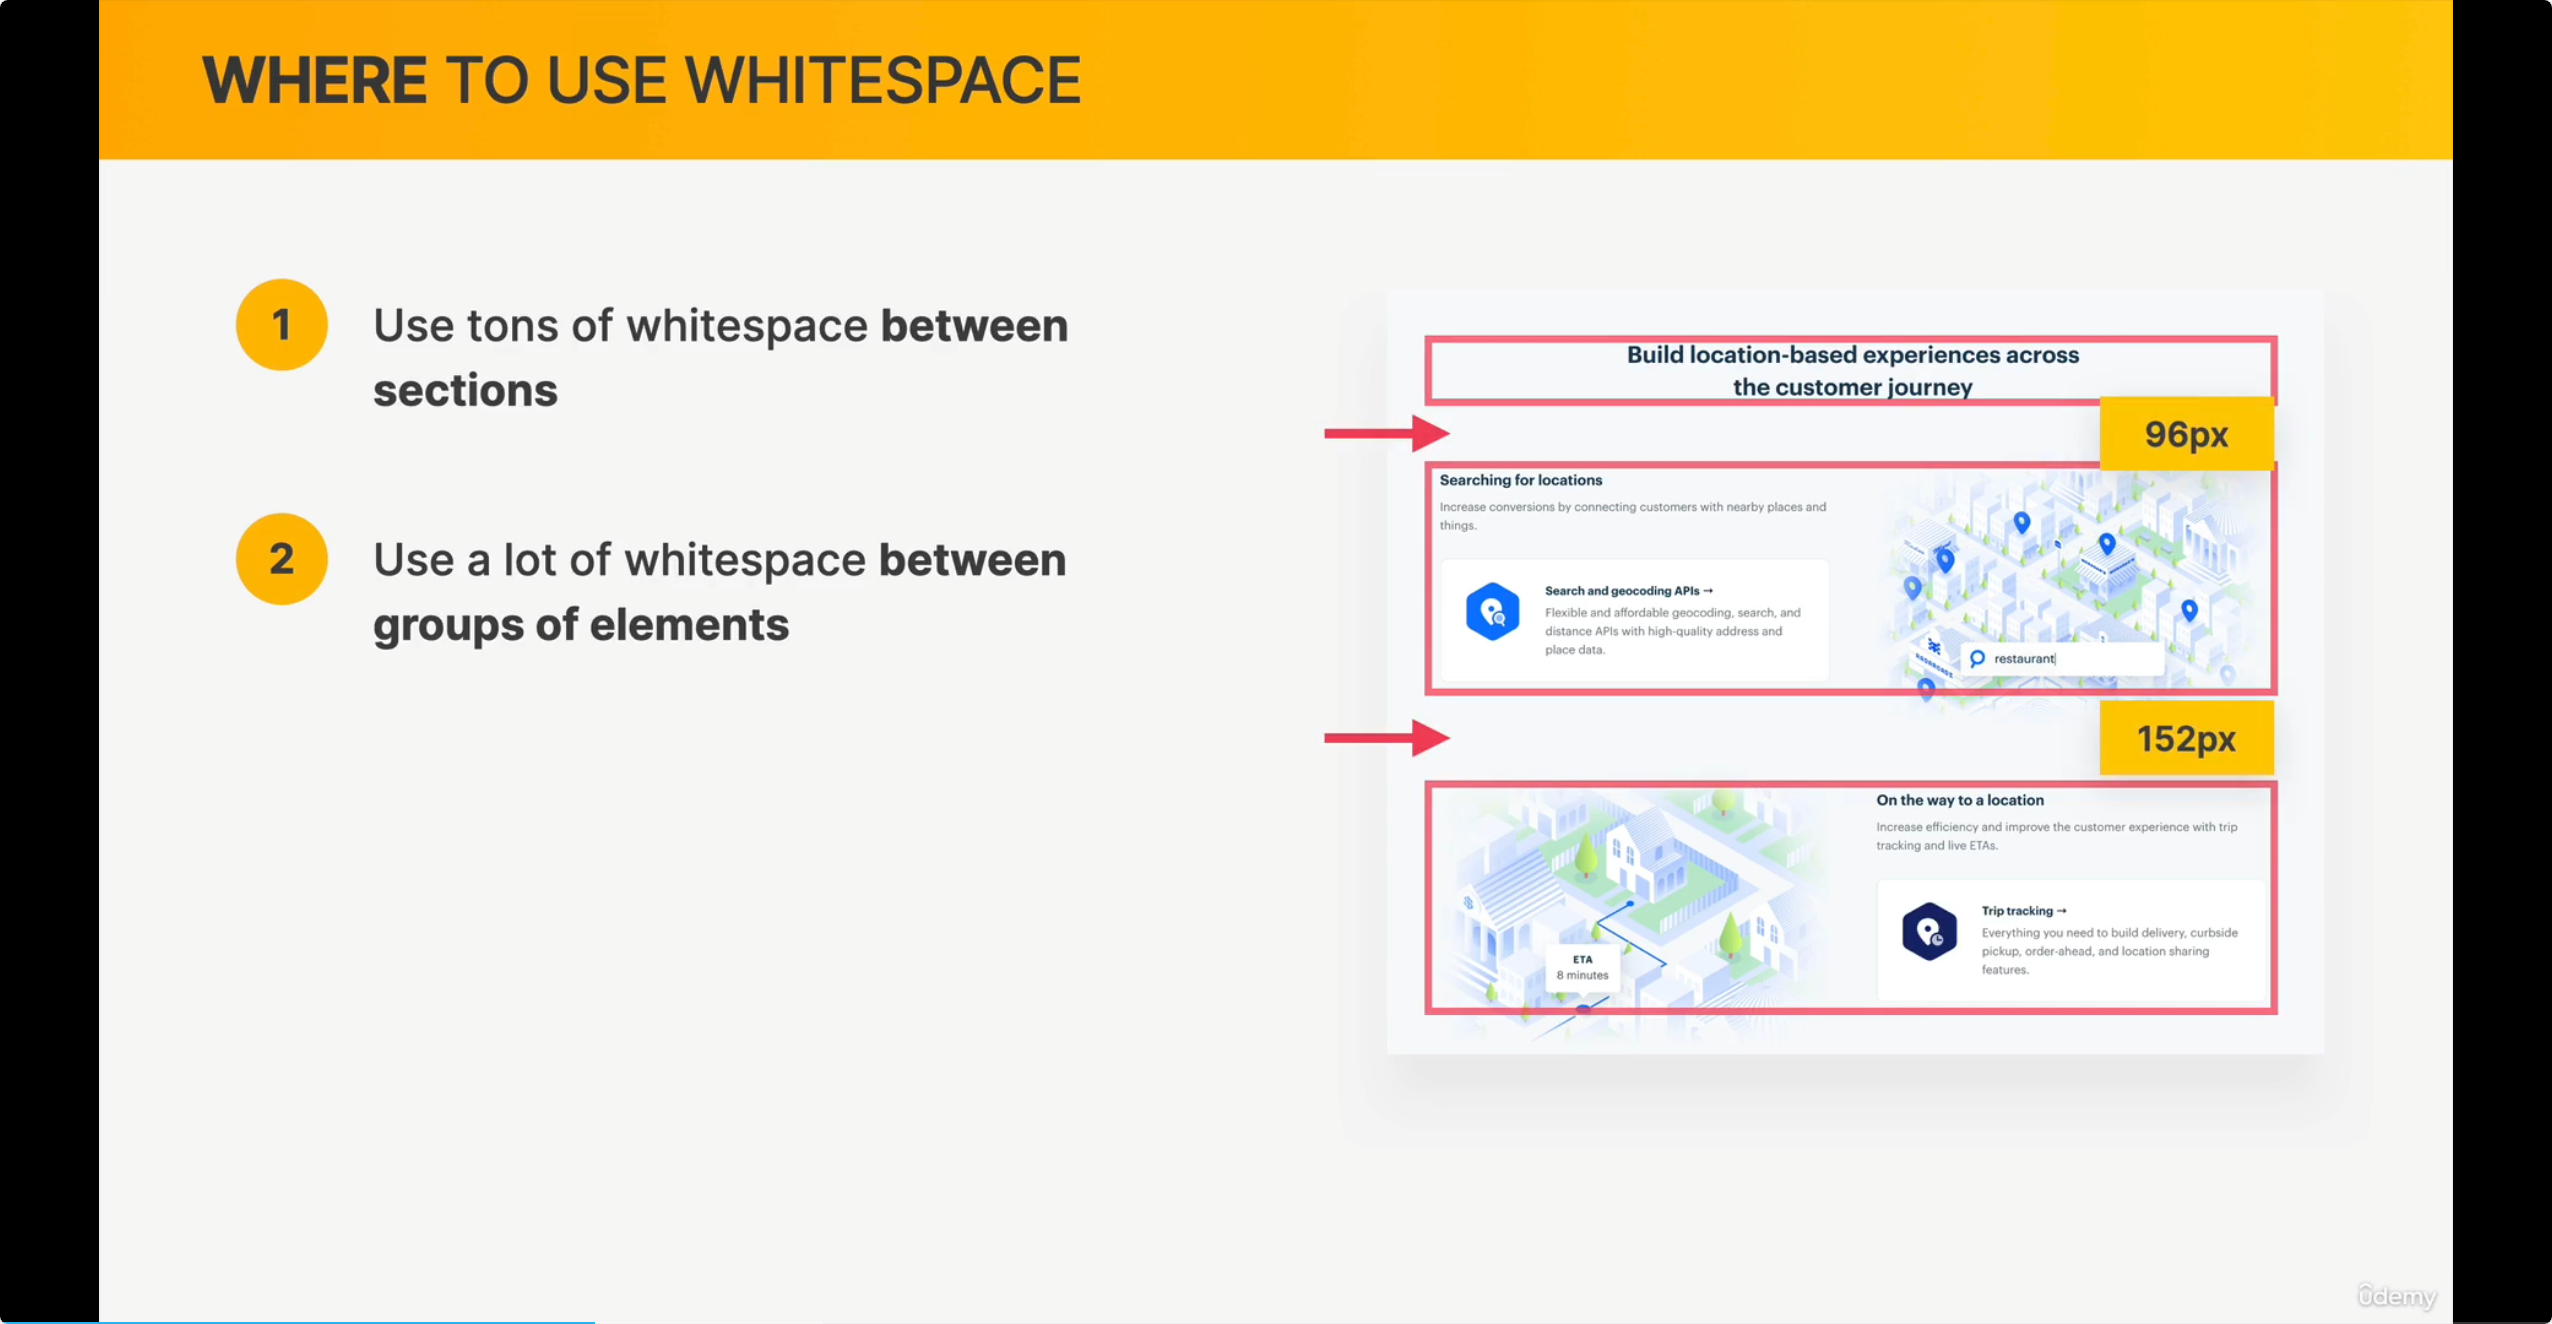 WHERE TO USE WHITESPACE
1
Use tons of whitespace between
sections
2
Use a lot of whitespace between
groups of elements
Build location-based experiences across
the customer journey
96px
Searching for locations
Increase conversions by connecting customers with nearby places and
things.
Search and geocoding APIs →
Flexible and affordable geocoding, search, and
distance APIs with high-quality address and
place data.
restaurant
152px
On the way to a location
Increase efficiency and improve the customer experience with trip
tracking and live ETAs.
Trip tracking →
Everything you need to build delivery, curbside
pickup, order-ahead, and location sharing
features.
ETA
8 minutes
udemy